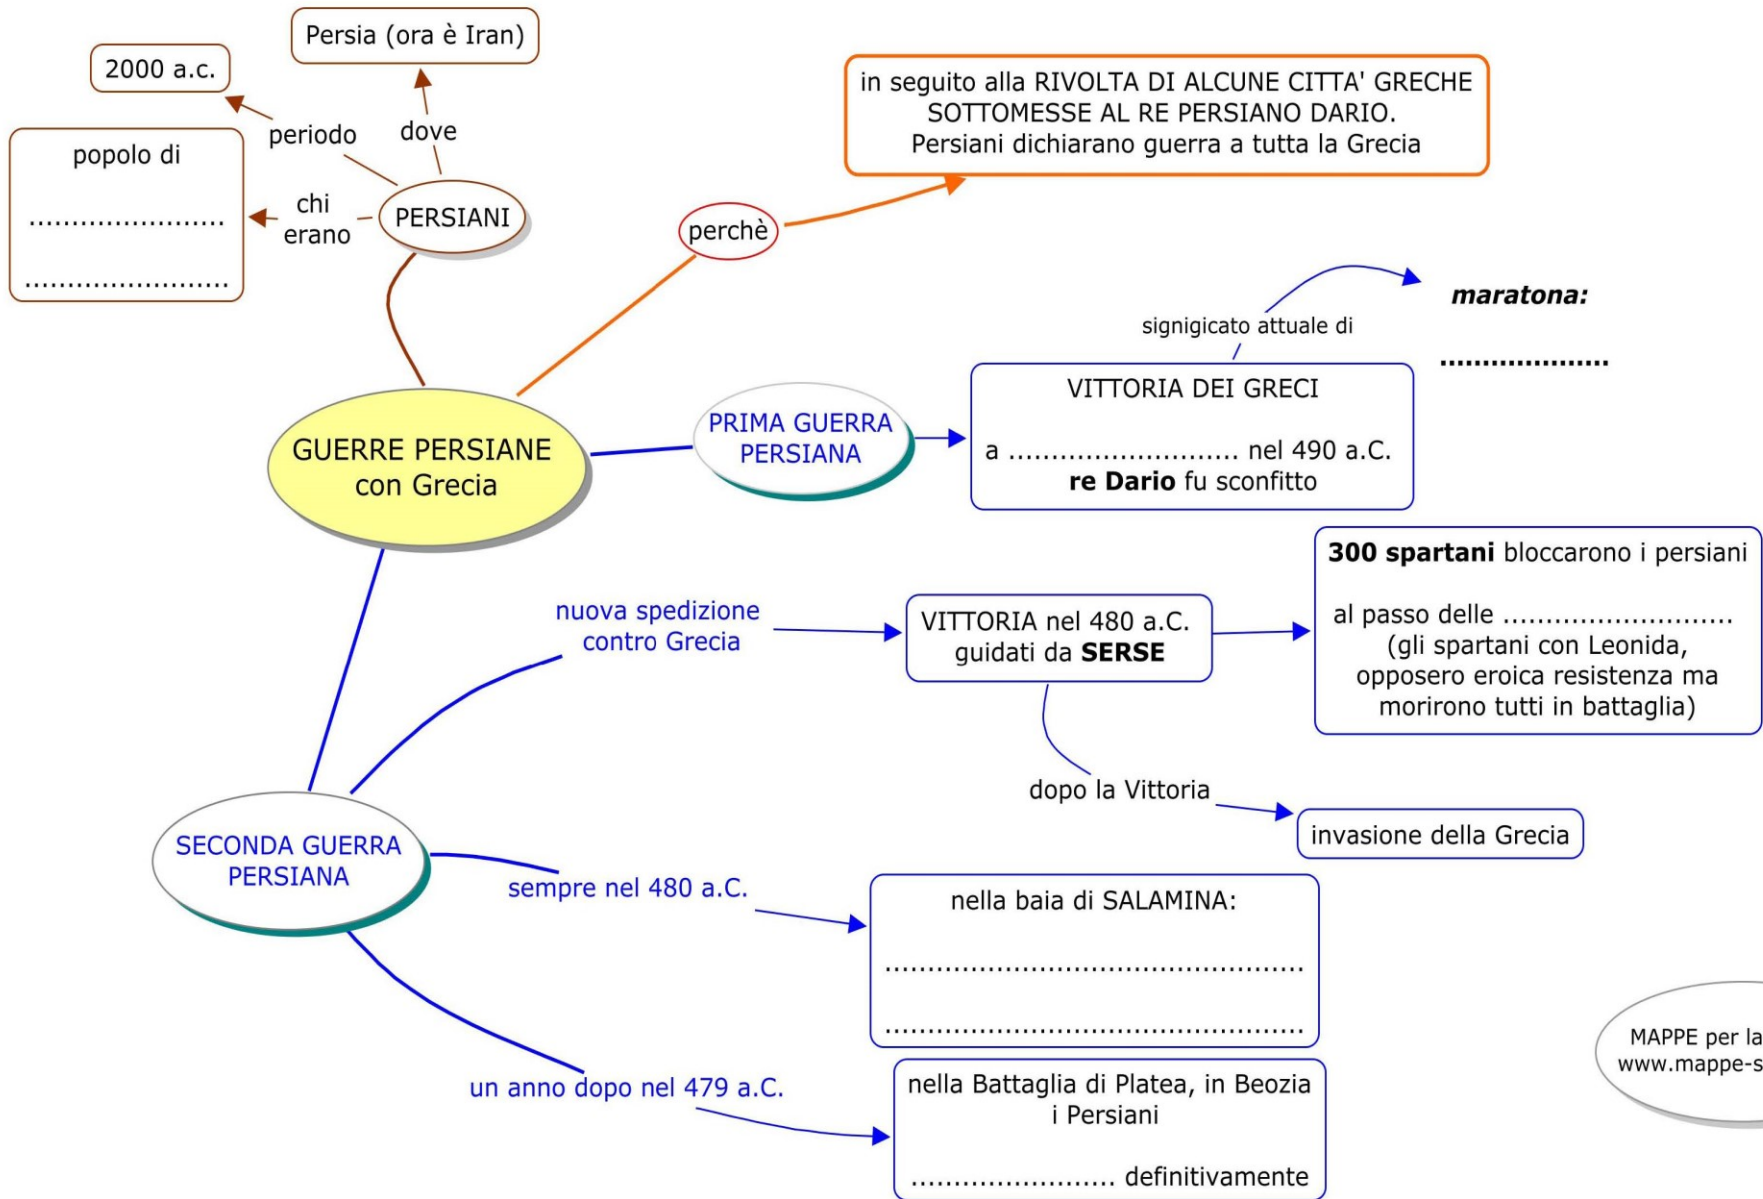 Persia (ora è Iran)
2000 a.c.
periodo
dove
popolo di
.......................
........................
chi
erano
PERSIANI
in seguito alla RIVOLTA DI ALCUNE CITTA' GRECHE
SOTTOMESSE AL RE PERSIANO DARIO.
Persiani dichiarano guerra a tutta la Grecia
perchè
maratona:
....................
signigicato attuale di
GUERRE PERSIANE
con Grecia
PRIMA GUERRA
PERSIANA
VITTORIA DEI GRECI
a ........................... nel 490 a.C.
re Dario fu sconfitto
nuova spedizione
contro Grecia
VITTORIA nel 480 a.C.
guidati da SERSE
300 spartani bloccarono i persiani
al passo delle ...........................
(gli spartani con Leonida,
opposero eroica resistenza ma
morirono tutti in battaglia)
dopo la Vittoria
invasione della Grecia
SECONDA GUERRA
PERSIANA
sempre nel 480 a.C.
nella baia di SALAMINA:
.................................................
.................................................
un anno dopo nel 479 a.C.
nella Battaglia di Platea, in Beozia
i Persiani
........................ definitivamente
MAPPE per la
www.mappe-s